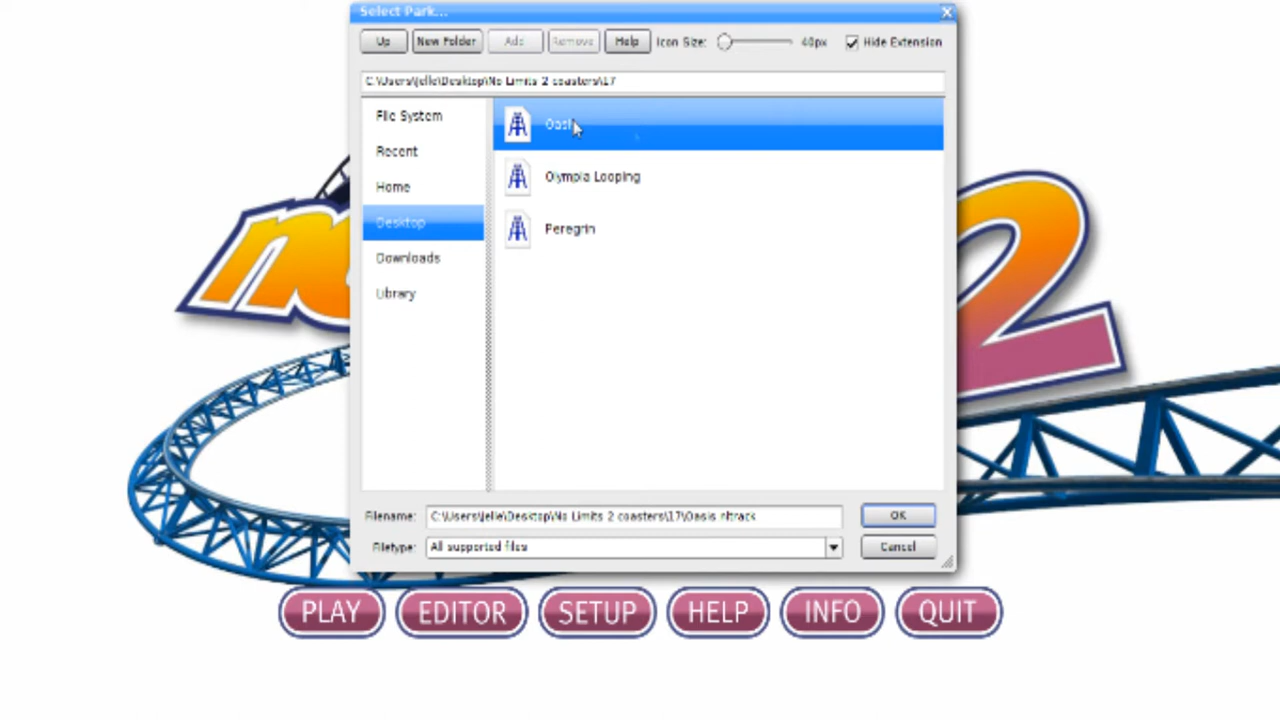 Select Park...
Up New Folder Add Remove Help Icon Size: 40px Hide Extension
C:\Users\Jelle\Desktop\No Limits 2 coasters\17
File System
Recent
Home
Desktop
Downloads
Library
Oasis
Olympia Looping
Peregrin
2
Filename: C:\Users\Jelle\Desktop\No Limits 2 coasters\17\Oasis.nltrack
Filetype: All supported files
OK
Cancel
PLAY EDITOR SETUP HELP INFO QUIT